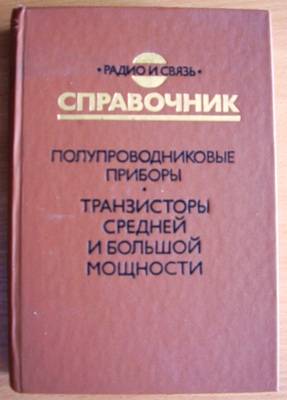 • РАДИО И СВЯЗЬ •
СПРАВОЧНИК
ПОЛУПРОВОДНИКОВЫЕ
ПРИБОРЫ
•
ТРАНЗИСТОРЫ
СРЕДНЕЙ
И БОЛЬШОЙ
МОЩНОСТИ